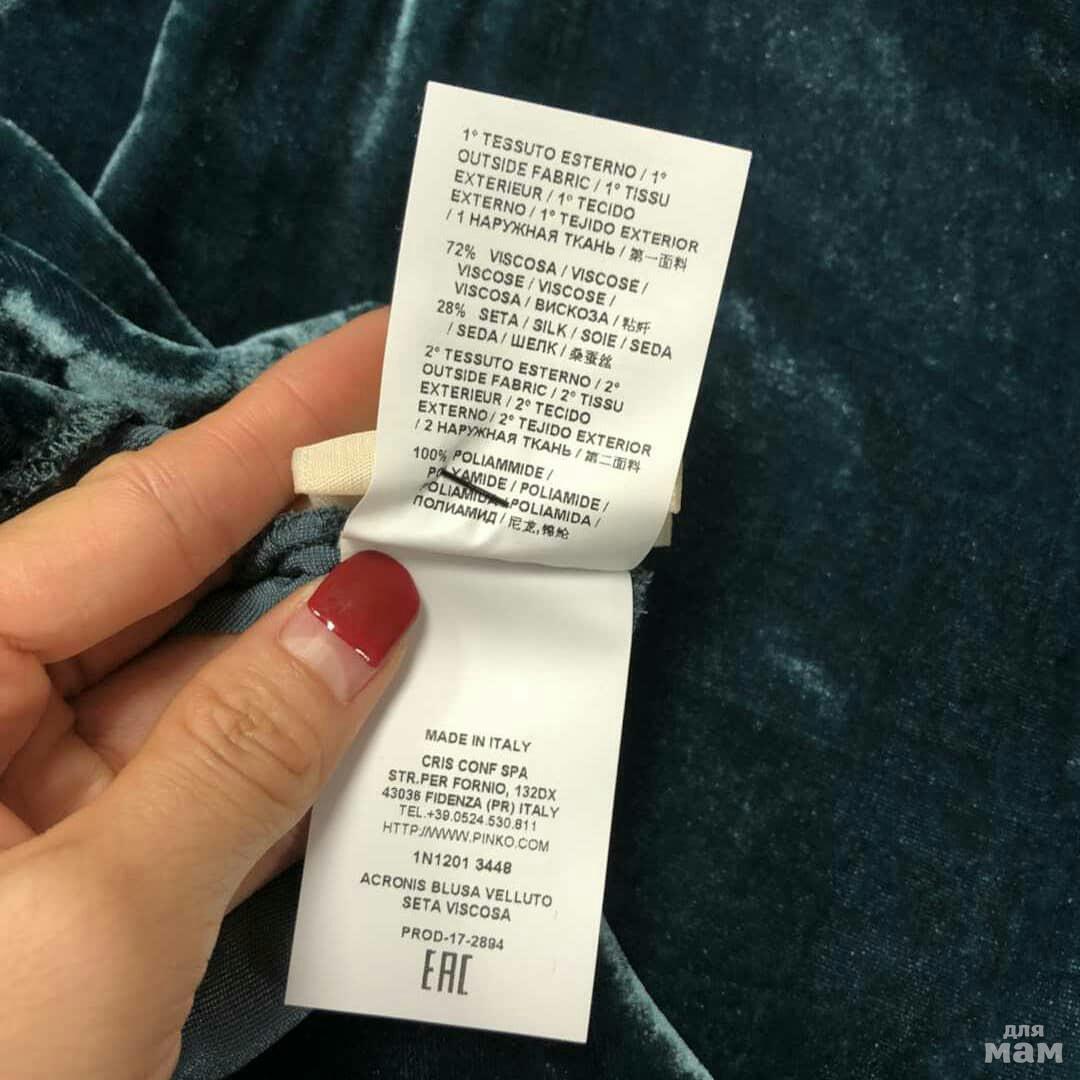 1° TESSUTO ESTERNO / 1°
OUTSIDE FABRIC / 1° TISSU
EXTERIEUR / 1° TECIDO
EXTERNO / 1° TEJIDO EXTERIOR
/ 1 НАРУЖНАЯ ТКАНЬ / 第一面料
72% VISCOSA / VISCOSE /
VISCOSE / VISCOSE /
VISCOSA / ВИСКОЗА / 粘纤
28% SETA / SILK / SOIE / SEDA
/ SEDA / ШЕЛК / 桑蚕丝
2° TESSUTO ESTERNO / 2°
OUTSIDE FABRIC / 2° TISSU
EXTERIEUR / 2° TECIDO
EXTERNO / 2° TEJIDO EXTERIOR
/ 2 НАРУЖНАЯ ТКАНЬ / 第二面料
100% POLIAMMIDE /
/ POLIAMIDE /
POLIAMIDA / POLIAMIDA /
ПОЛИАМИД / 尼龙,锦纶
MADE IN ITALY
CRIS CONF SPA
STR.PER FORNIO, 132DX
43036 FIDENZA (PR) ITALY
TEL.+39.0524.530.611
HTTP://WWW.PINKO.COM
1N1201 3448
ACRONIS BLUSA VELLUTO
SETA VISCOSA
PROD-17-2894
EAC
для
мам